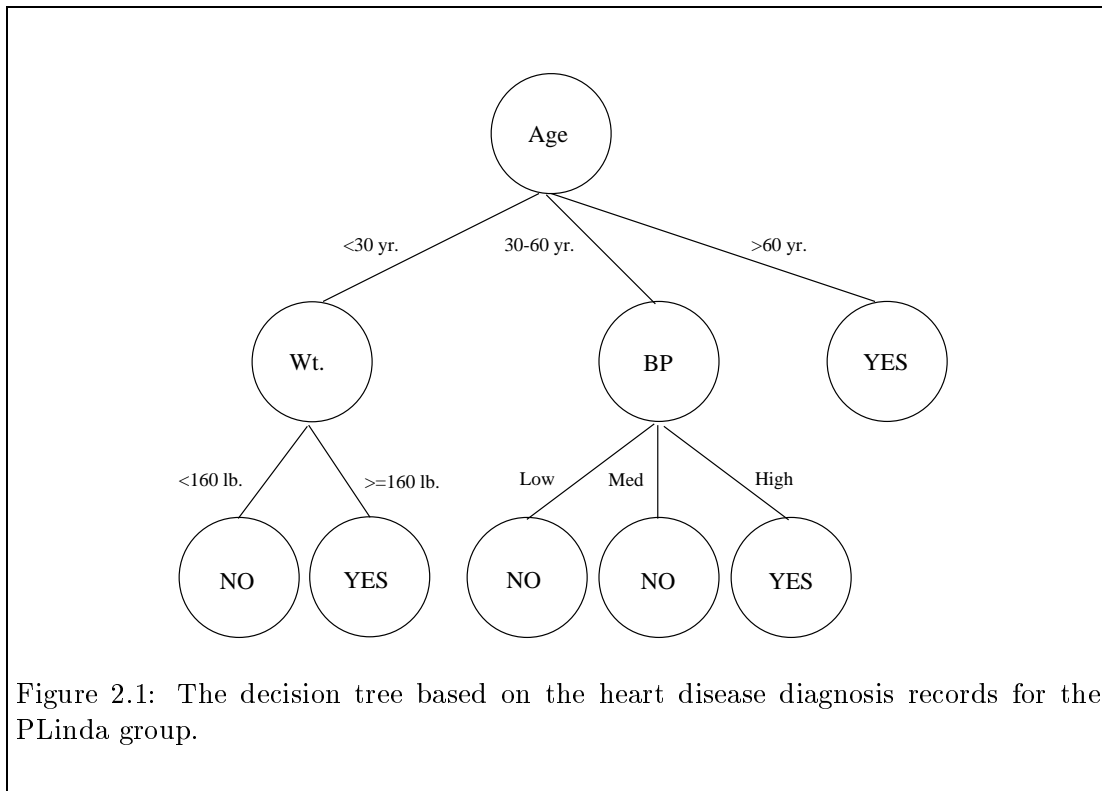 Age
<30 yr.
30-60 yr.
>60 yr.
Wt.
BP
YES
<160 lb.
>=160 lb.
Low
Med
High
NO
YES
NO
NO
YES
Figure 2.1: The decision tree based on the heart disease diagnosis records for the
PLinda group.